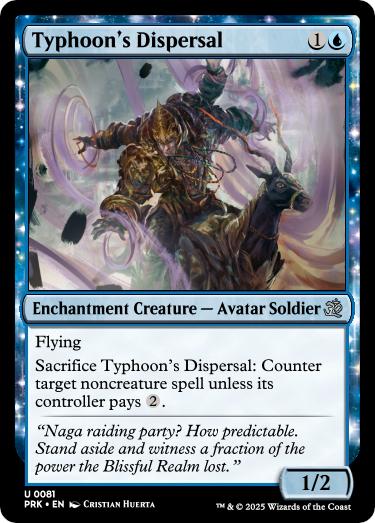 Typhoon's Dispersal 1
Enchantment Creature — Avatar Soldier
Flying
Sacrifice Typhoon's Dispersal: Counter
target noncreature spell unless its
controller pays 2.
“Naga raiding party? How predictable.
Stand aside and witness a fraction of the
power the Blissful Realm lost.”
1/2
U 0081
PRK • EN Cristian Huerta
™ & © 2025 Wizards of the Coast